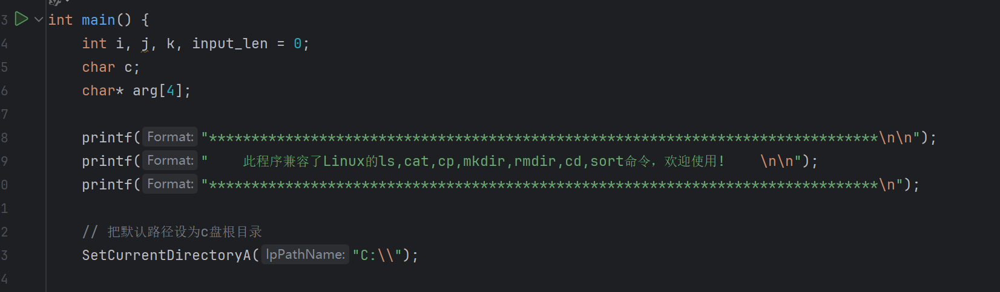 3 int main() {
4 int i, j, k, input_len = 0;
5 char c;
6 char* arg[4];
7
8 printf( Format: "*******************************************************************************\n\n");
9 printf( Format: "    此程序兼容了Linux的ls,cat,cp,mkdir,rmdir,cd,sort命令，欢迎使用！    \n\n");
0 printf( Format: "*******************************************************************************\n");
1
2 // 把默认路径设为c盘根目录
3 SetCurrentDirectoryA( lpPathName: "C:\\");
4